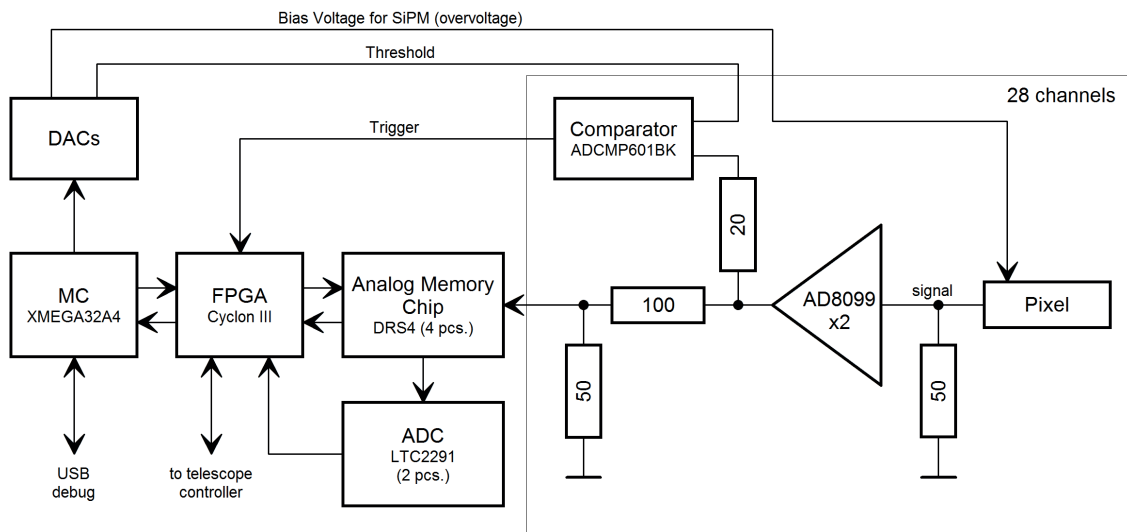 Bias Voltage for SiPM (overvoltage)
Threshold
28 channels
DACs
Trigger
Comparator
ADCMP601BK
20
MC
XMEGA32A4
FPGA
Cyclon III
Analog Memory
Chip
DRS4 (4 pcs.)
100
AD8099
x2
signal
Pixel
50
50
ADC
LTC2291
(2 pcs.)
USB
debug
to telescope
controller